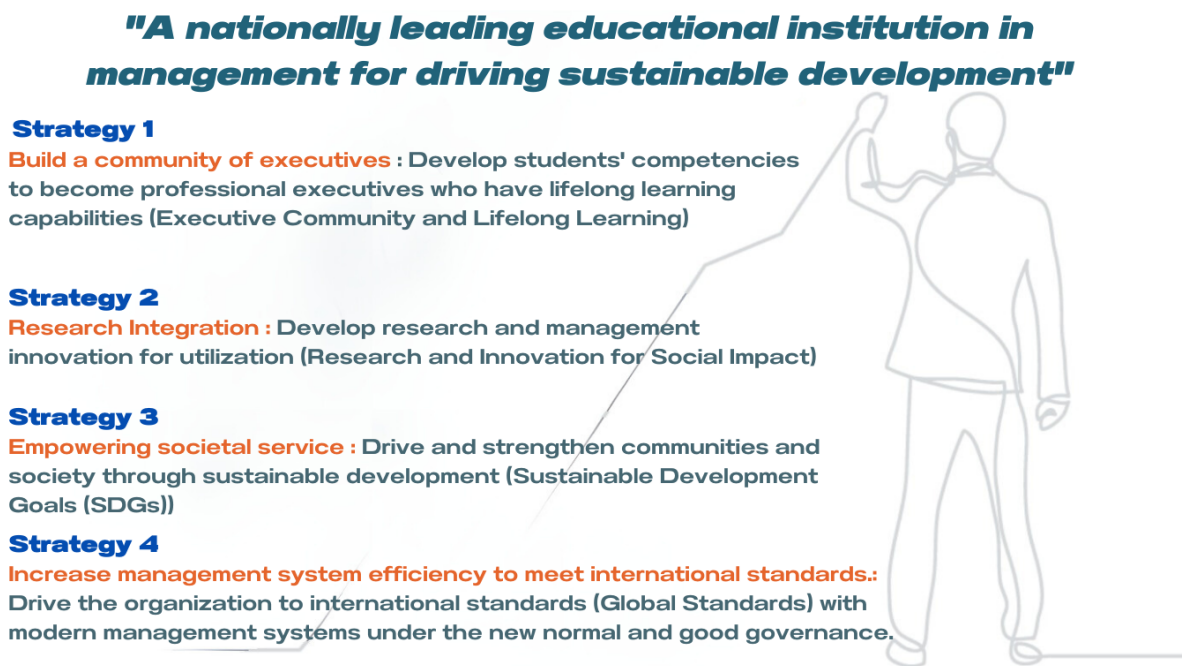 "A nationally leading educational institution in
management for driving sustainable development"
Strategy 1
Build a community of executives : Develop students' competencies
to become professional executives who have lifelong learning
capabilities (Executive Community and Lifelong Learning)
Strategy 2
Research Integration : Develop research and management
innovation for utilization (Research and Innovation for Social Impact)
Strategy 3
Empowering societal service : Drive and strengthen communities and
society through sustainable development (Sustainable Development
Goals (SDGs))
Strategy 4
Increase management system efficiency to meet international standards.:
Drive the organization to international standards (Global Standards) with
modern management systems under the new normal and good governance.